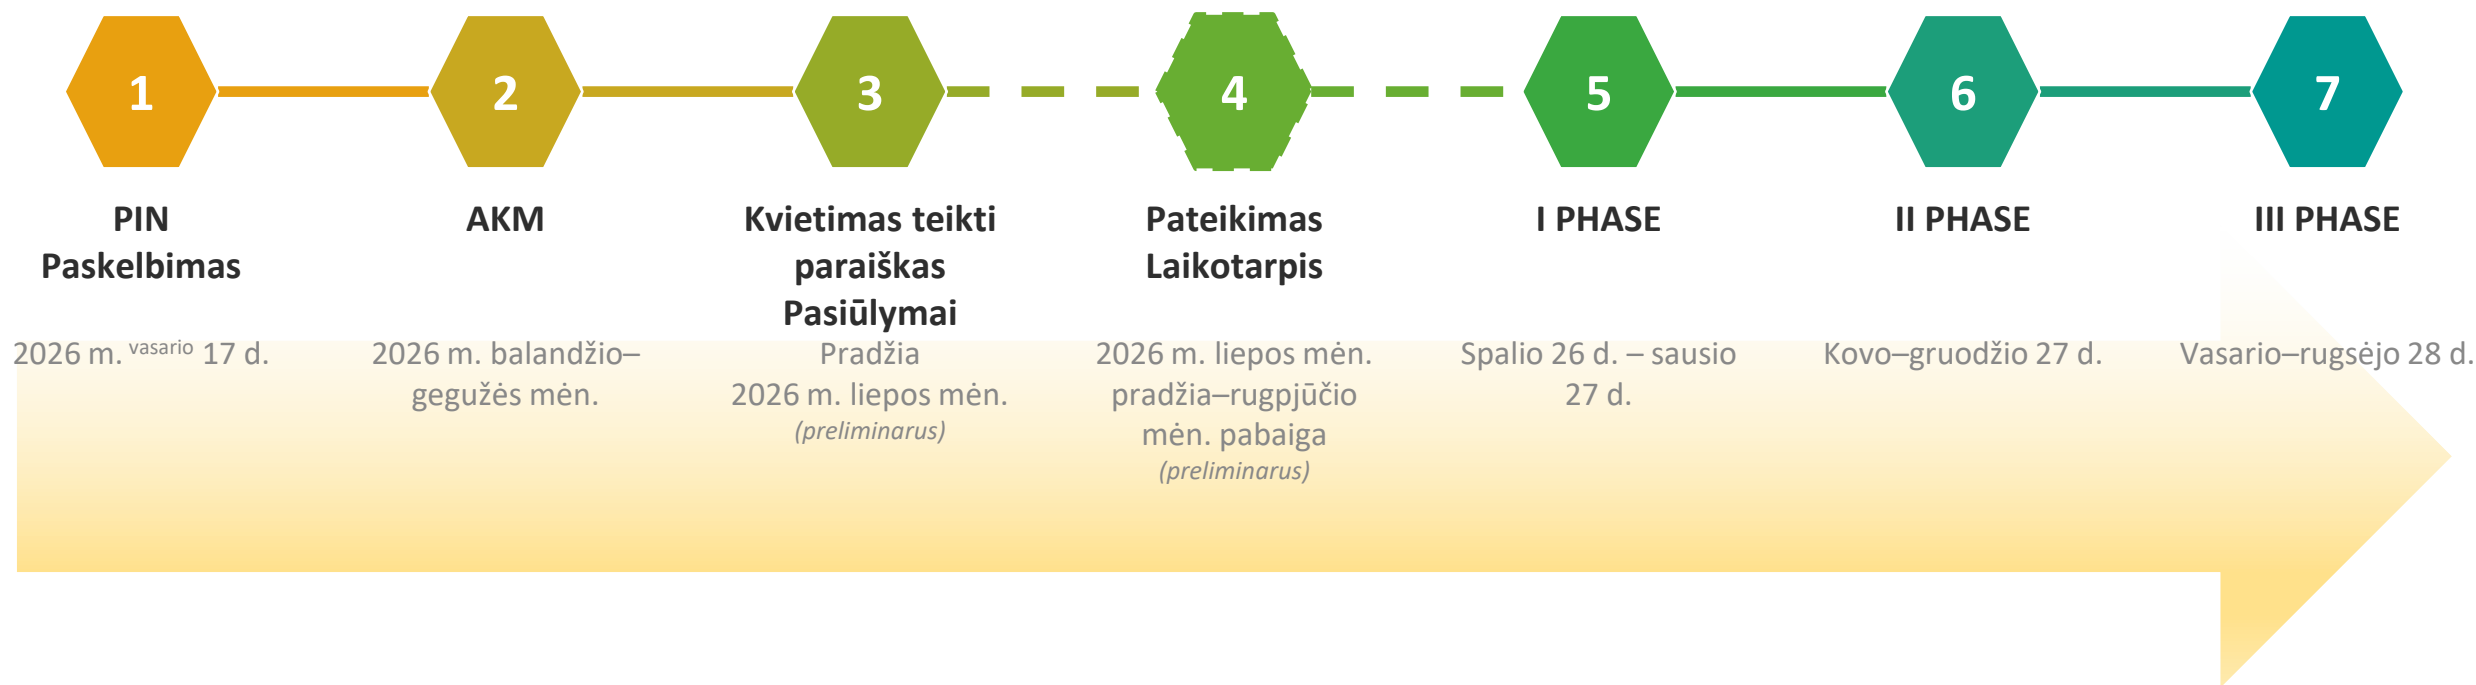 1
2
3
4
5
6
7
PIN
Paskelbimas
2026 m. vasario 17 d.
AKM
2026 m. balandžio–
gegužės mėn.
Kvietimas teikti
paraiškas
Pasiūlymai
Pradžia
2026 m. liepos mėn.
(preliminarus)
Pateikimas
Laikotarpis
2026 m. liepos mėn.
pradžia–rugpjūčio
mėn. pabaiga
(preliminarus)
I PHASE
Spalio 26 d. – sausio
27 d.
II PHASE
Kovo–gruodžio 27 d.
III PHASE
Vasario–rugsėjo 28 d.